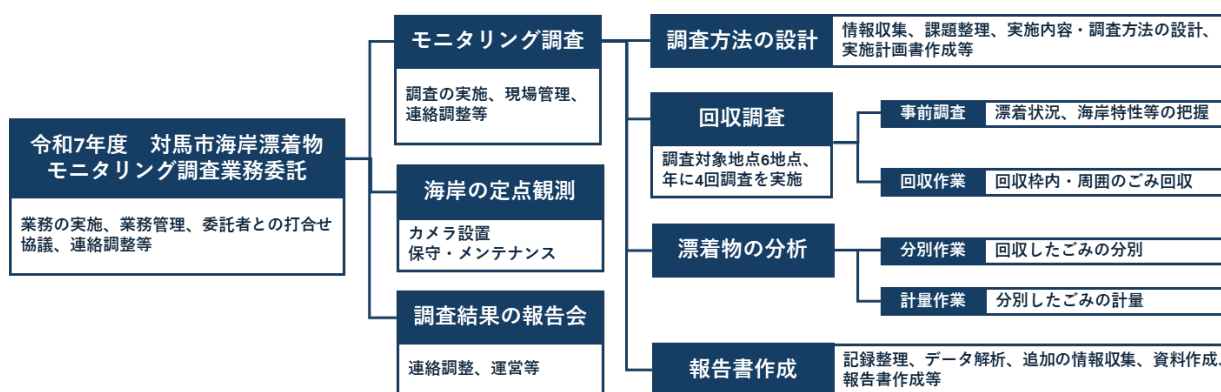 令和7年度　対馬市海岸漂着物
モニタリング調査業務委託
業務の実施、業務管理、委託者との打合せ
協議、連絡調整等
モニタリング調査
調査の実施、現場管理、
連絡調整等
海岸の定点観測
カメラ設置
保守・メンテナンス
調査結果の報告会
連絡調整、運営等
調査方法の設計
情報収集、課題整理、実施内容・調査方法の設計、
実施計画書作成等
回収調査
調査対象地点6地点、
年に4回調査を実施
事前調査
漂着状況、海岸特性等の把握
回収作業
回収枠内・周囲のごみ回収
漂着物の分析
分別作業
回収したごみの分別
計量作業
分別したごみの計量
報告書作成
記録整理、データ解析、追加の情報収集、資料作成、
報告書作成等